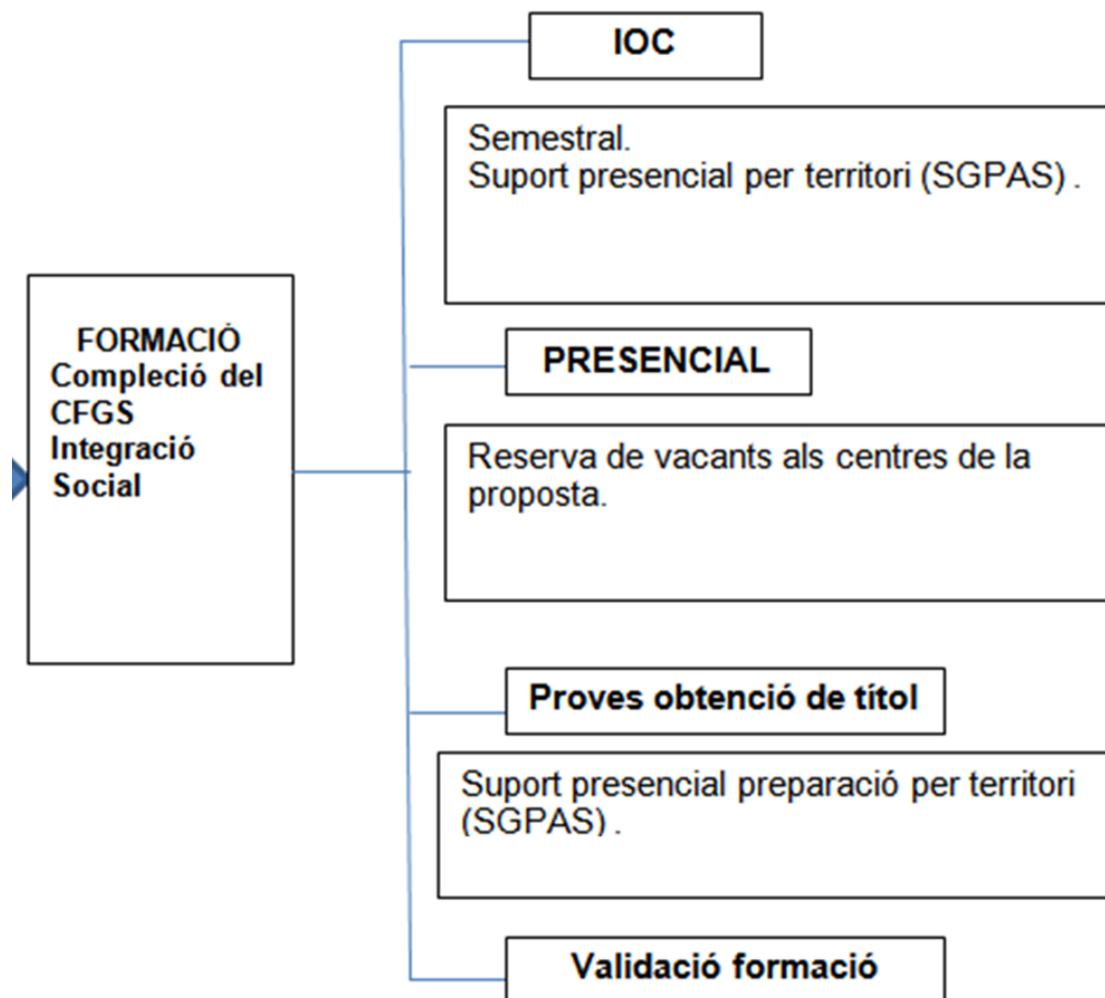 FORMACIÓ
Compleció del
CFGS
Integració
Social
IOC
Semestral.
Suport presencial per territori (SGPAS) .
PRESENCIAL
Reserva de vacants als centres de la
proposta.
Proves obtenció de títol
Suport presencial preparació per territori
(SGPAS) .
Validació formació